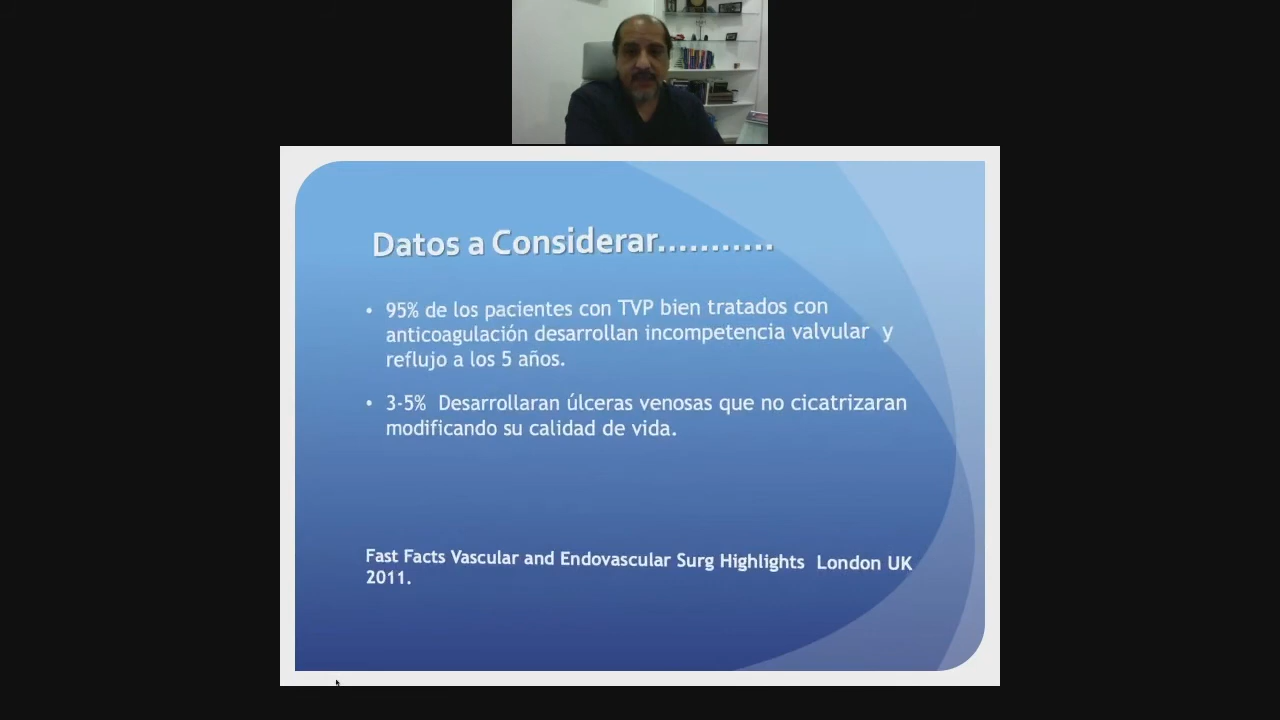 Datos a Considerar...........
• 95% de los pacientes con TVP bien tratados con
anticoagulación desarrollan incompetencia valvular y
reflujo a los 5 años.
• 3-5% Desarrollaran úlceras venosas que no cicatrizaran
modificando su calidad de vida.
Fast Facts Vascular and Endovascular Surg Highlights London UK
2011.